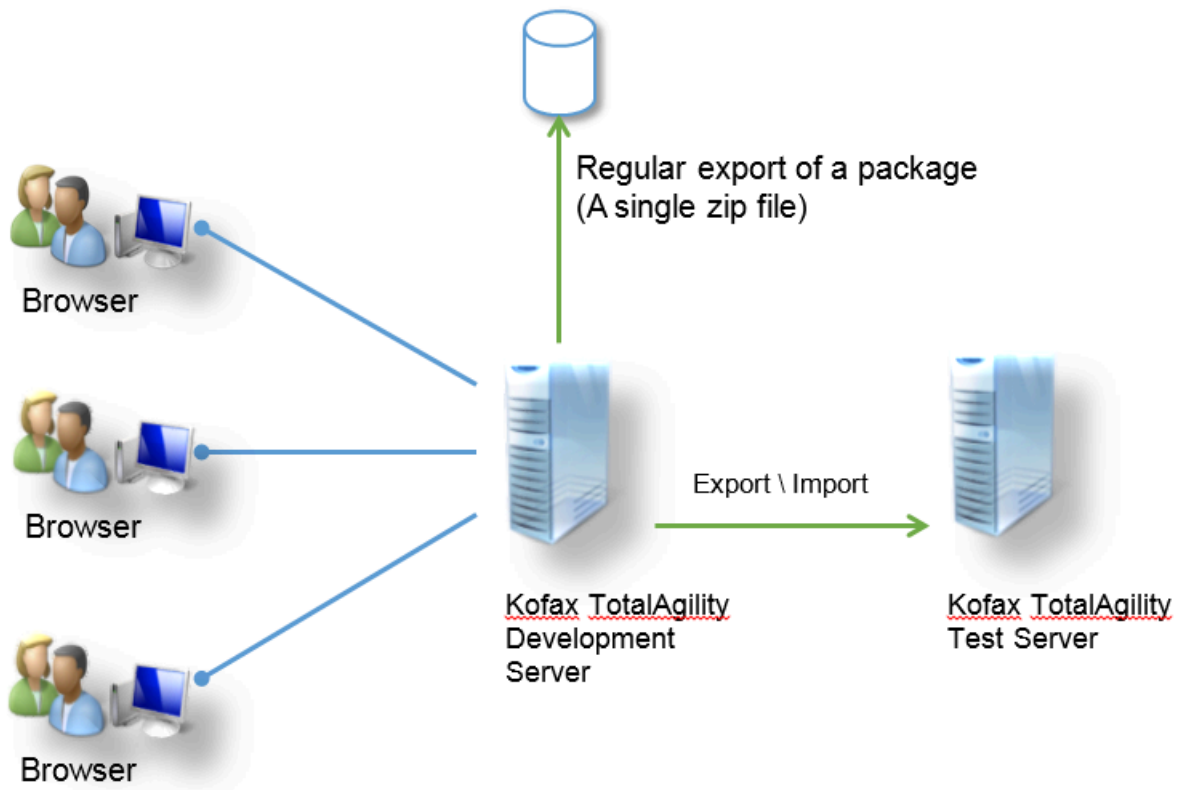 Regular export of a package
(A single zip file)
Browser
Browser
Export \ Import
Kofax TotalAgility
Development
Server
Kofax TotalAgility
Test Server
Browser